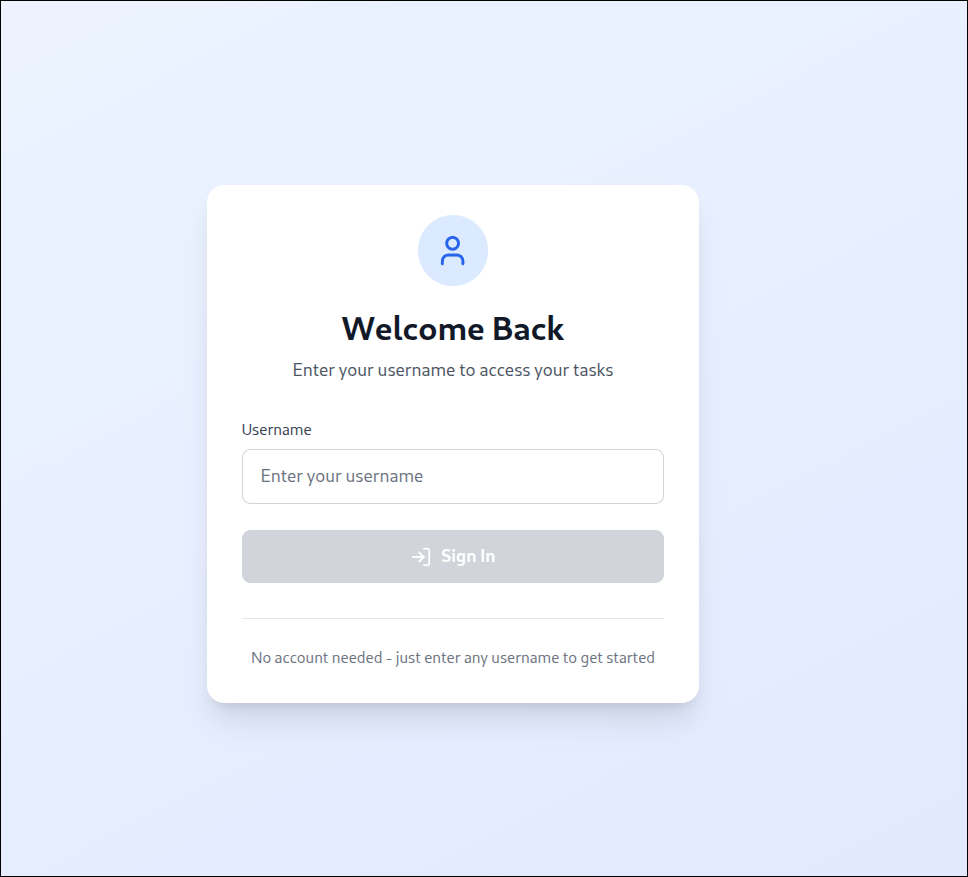 Welcome Back
Enter your username to access your tasks
Username
Enter your username
Sign In
No account needed - just enter any username to get started